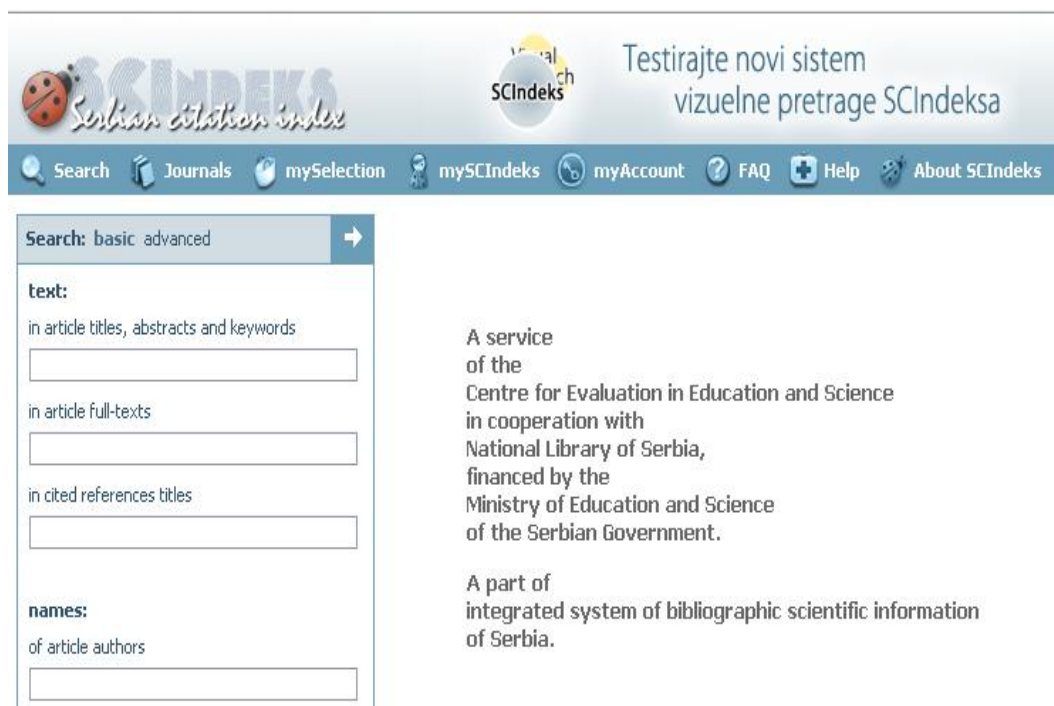 SCINDEKS
Serbian citation index
Visual
Search
SCIndeks
Testirajte novi sistem
vizuelne pretrage SCIndeksa
Search Journals mySelection mySCIndeks myAccount FAQ Help About SCIndeks
Search: basic advanced
text:
in article titles, abstracts and keywords
in article full-texts
in cited references titles
names:
of article authors
A service
of the
Centre for Evaluation in Education and Science
in cooperation with
National Library of Serbia,
financed by the
Ministry of Education and Science
of the Serbian Government.
A part of
integrated system of bibliographic scientific information
of Serbia.